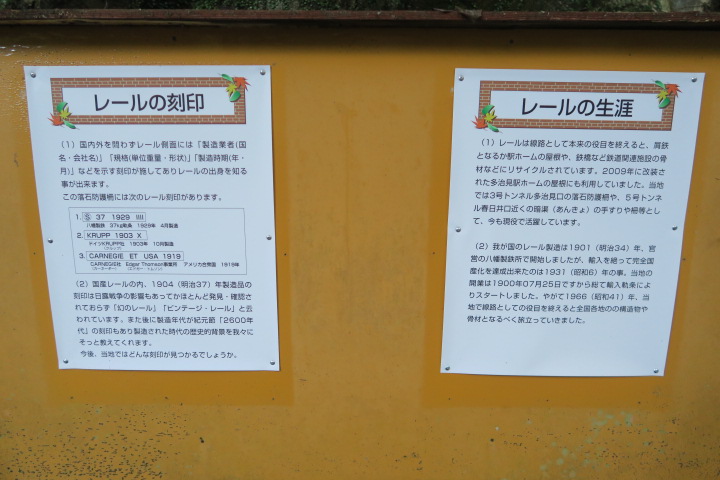 レールの刻印
(1) 国内外を問わずレール側面には「製造業者(国
名・会社名)」「規格(単位重量・形状)」「製造時期(年・
月)」などを示す刻印が施してありレールの出身を知る
事が出来ます。
この落石防護柵には次のレール刻印があります。
1. Ⓢ 37 1929 IIII
八幡製鉄 37kg軌条 1929年 4月製造
2. KRUPP 1903 X
ドイツKRUPP社 1903年 10月製造
(クルップ)
3. CARNEGIE ET USA 1919
CARNEGIE社 Edgar Thomson事業所 アメリカ合衆国 1919年
(カーネギー) (エドガー・トムソン)
(2) 国産レールの内、1904 (明治37) 年製造品の
刻印は日露戦争の影響もあってかほとんど発見・確認さ
れておらず「幻のレール」「ビンテージ・レール」と云
われています。また後に製造年代が紀元節「2600年
代」の刻印もあり製造された時代の歴史的背景を我々に
そっと教えてくれます。
今後、当地ではどんな刻印が見つかるでしょうか。
レールの生涯
(1) レールは線路として本来の役目を終えると、屑鉄
となるか駅ホームの屋根や、鉄橋など鉄道関連施設の骨
材などにリサイクルされています。2009年に改装
された多治見駅ホームの屋根にも利用していました。当地
では3号トンネル多治見口の落石防護柵や、5号トンネ
ル春日井口近くの暗渠(あんきょ)の手すりや柵等として、
今も現役で活躍しています。
(2) 我が国のレール製造は1901 (明治34) 年、官
営の八幡製鉄所で開始しましたが、輸入を絶って完全国
産化を達成出来たのは1931 (昭和6) 年の事。当地の
開業は1900年07月25日ですから総て輸入軌条によ
りスタートしました。やがて1966 (昭和41) 年、当
地で線路としての役目を終えると全国各地のの構造物や
骨材となるべく旅立っていきました。